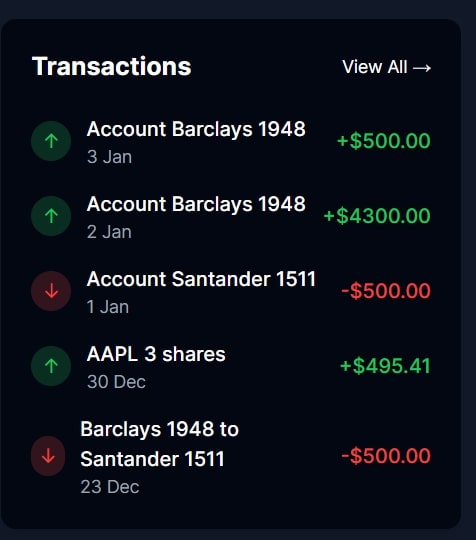 Transactions
View All →
Account Barclays 1948
+$500.00
3 Jan
Account Barclays 1948
+$4300.00
2 Jan
Account Santander 1511
-$500.00
1 Jan
AAPL 3 shares
+$495.41
30 Dec
Barclays 1948 to
Santander 1511
-$500.00
23 Dec